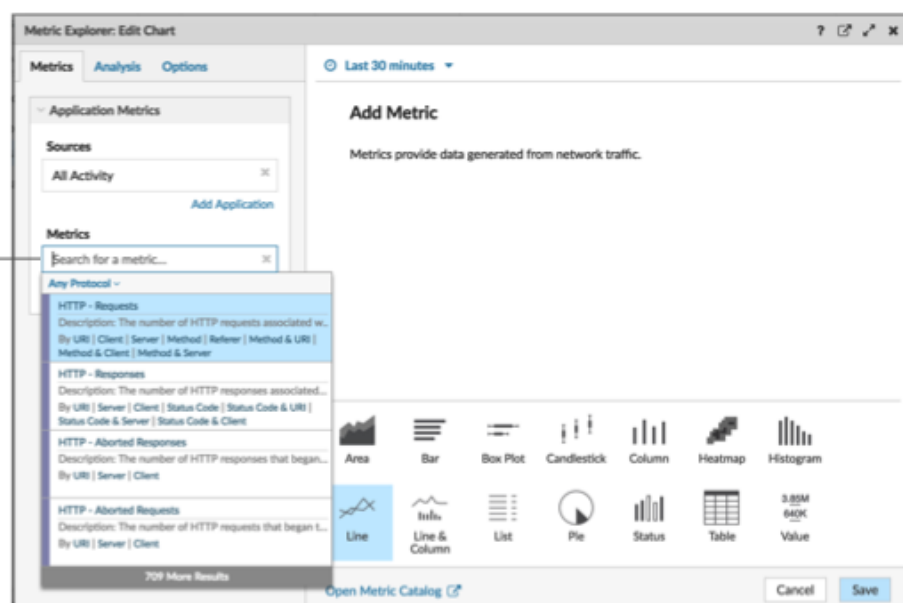 Metric Explorer: Edit Chart
?
Metrics Analysis Options
Last 30 minutes
Application Metrics
Sources
All Activity
Add Application
Metrics
Search for a metric...
Any Protocol
HTTP - Requests
Description: The number of HTTP requests associated w...
By URI | Client | Server | Method | Referer | Method & URI |
Method & Client | Method & Server
HTTP - Responses
Description: The number of HTTP responses associated...
By URI | Server | Client | Status Code | Status Code & URI |
Status Code & Server | Status Code & Client
HTTP - Aborted Responses
Description: The number of HTTP responses that began...
By URI | Server | Client
HTTP - Aborted Requests
Description: The number of HTTP requests that began t...
By URI | Server | Client
709 More Results
Add Metric
Metrics provide data generated from network traffic.
Area Bar Box Plot Candlestick Column Heatmap Histogram
3.85M
640K
Line Line & Column List Pie Status Table Value
Open Metric Catalog
Cancel Save